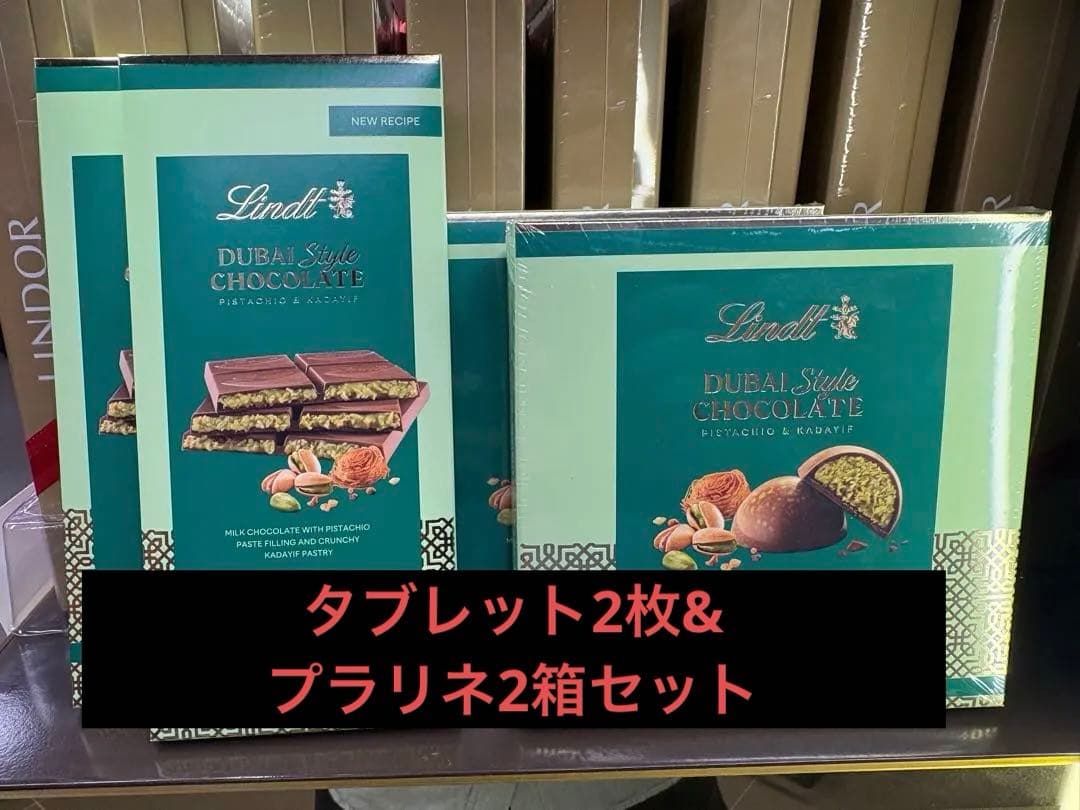 LINDOR
NEW RECIPE
Lindt
DUBAI Style
CHOCOLATE
PISTACHIO & KADAYIF
MILK CHOCOLATE WITH PISTACHIO
PASTE FILLING AND CRUNCHY
KADAYIF PASTRY
Lindt
DUBAI Style
CHOCOLATE
PISTACHIO & KADAYIF
タブレット2枚&
プラリネ2箱セット